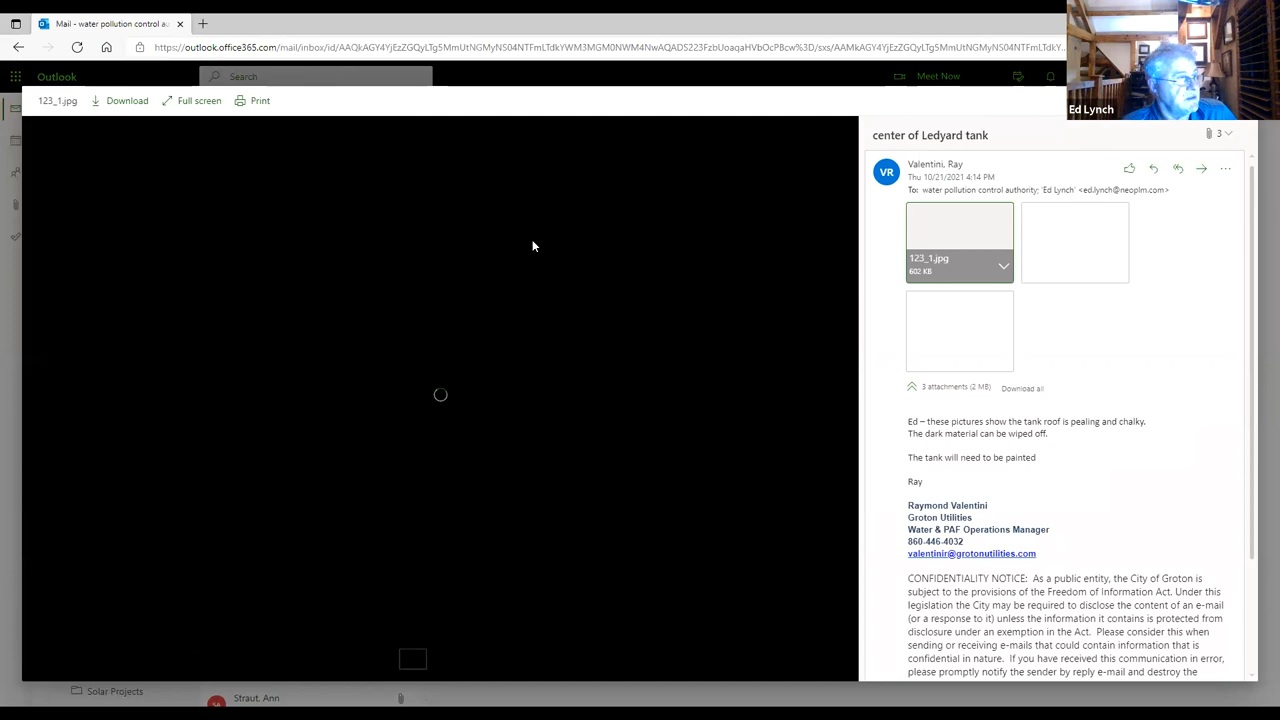 Mail - water pollution control au
https://outlook.office365.com/mail/inbox/id/AAQkAGY4YjEzZGQyLTg5MmUtNGMyNS04NTFmLTdkYWM3MGM0NWM4NwAQADS223FzbUoaqaHVbOcPBcw%3D/sxs/AAMkAGY4YjEzZGQyLTg5MmUtNGMyNS04NTFmLTdkY
Outlook
Search
Meet Now
Ed Lynch
123_1.jpg
Download
Full screen
Print
center of Ledyard tank
3
VR
Valentini, Ray
Thu 10/21/2021 4:14 PM
To: water pollution control authority; 'Ed Lynch' <ed.lynch@neoplm.com>
123_1.jpg
602 KB
3 attachments (2 MB)
Download all
Ed – these pictures show the tank roof is pealing and chalky.
The dark material can be wiped off.
The tank will need to be painted
Ray
Raymond Valentini
Groton Utilities
Water & PAF Operations Manager
860-446-4032
valentinir@grotonutilities.com
CONFIDENTIALITY NOTICE: As a public entity, the City of Groton is
subject to the provisions of the Freedom of Information Act. Under this
legislation the City may be required to disclose the content of an e-mail
(or a response to it) unless the information it contains is protected from
disclosure under an exemption in the Act. Please consider this when
sending or receiving e-mails that could contain information that is
confidential in nature. If you have received this communication in error,
please promptly notify the sender by reply e-mail and destroy the
Solar Projects
SA
Straut, Ann